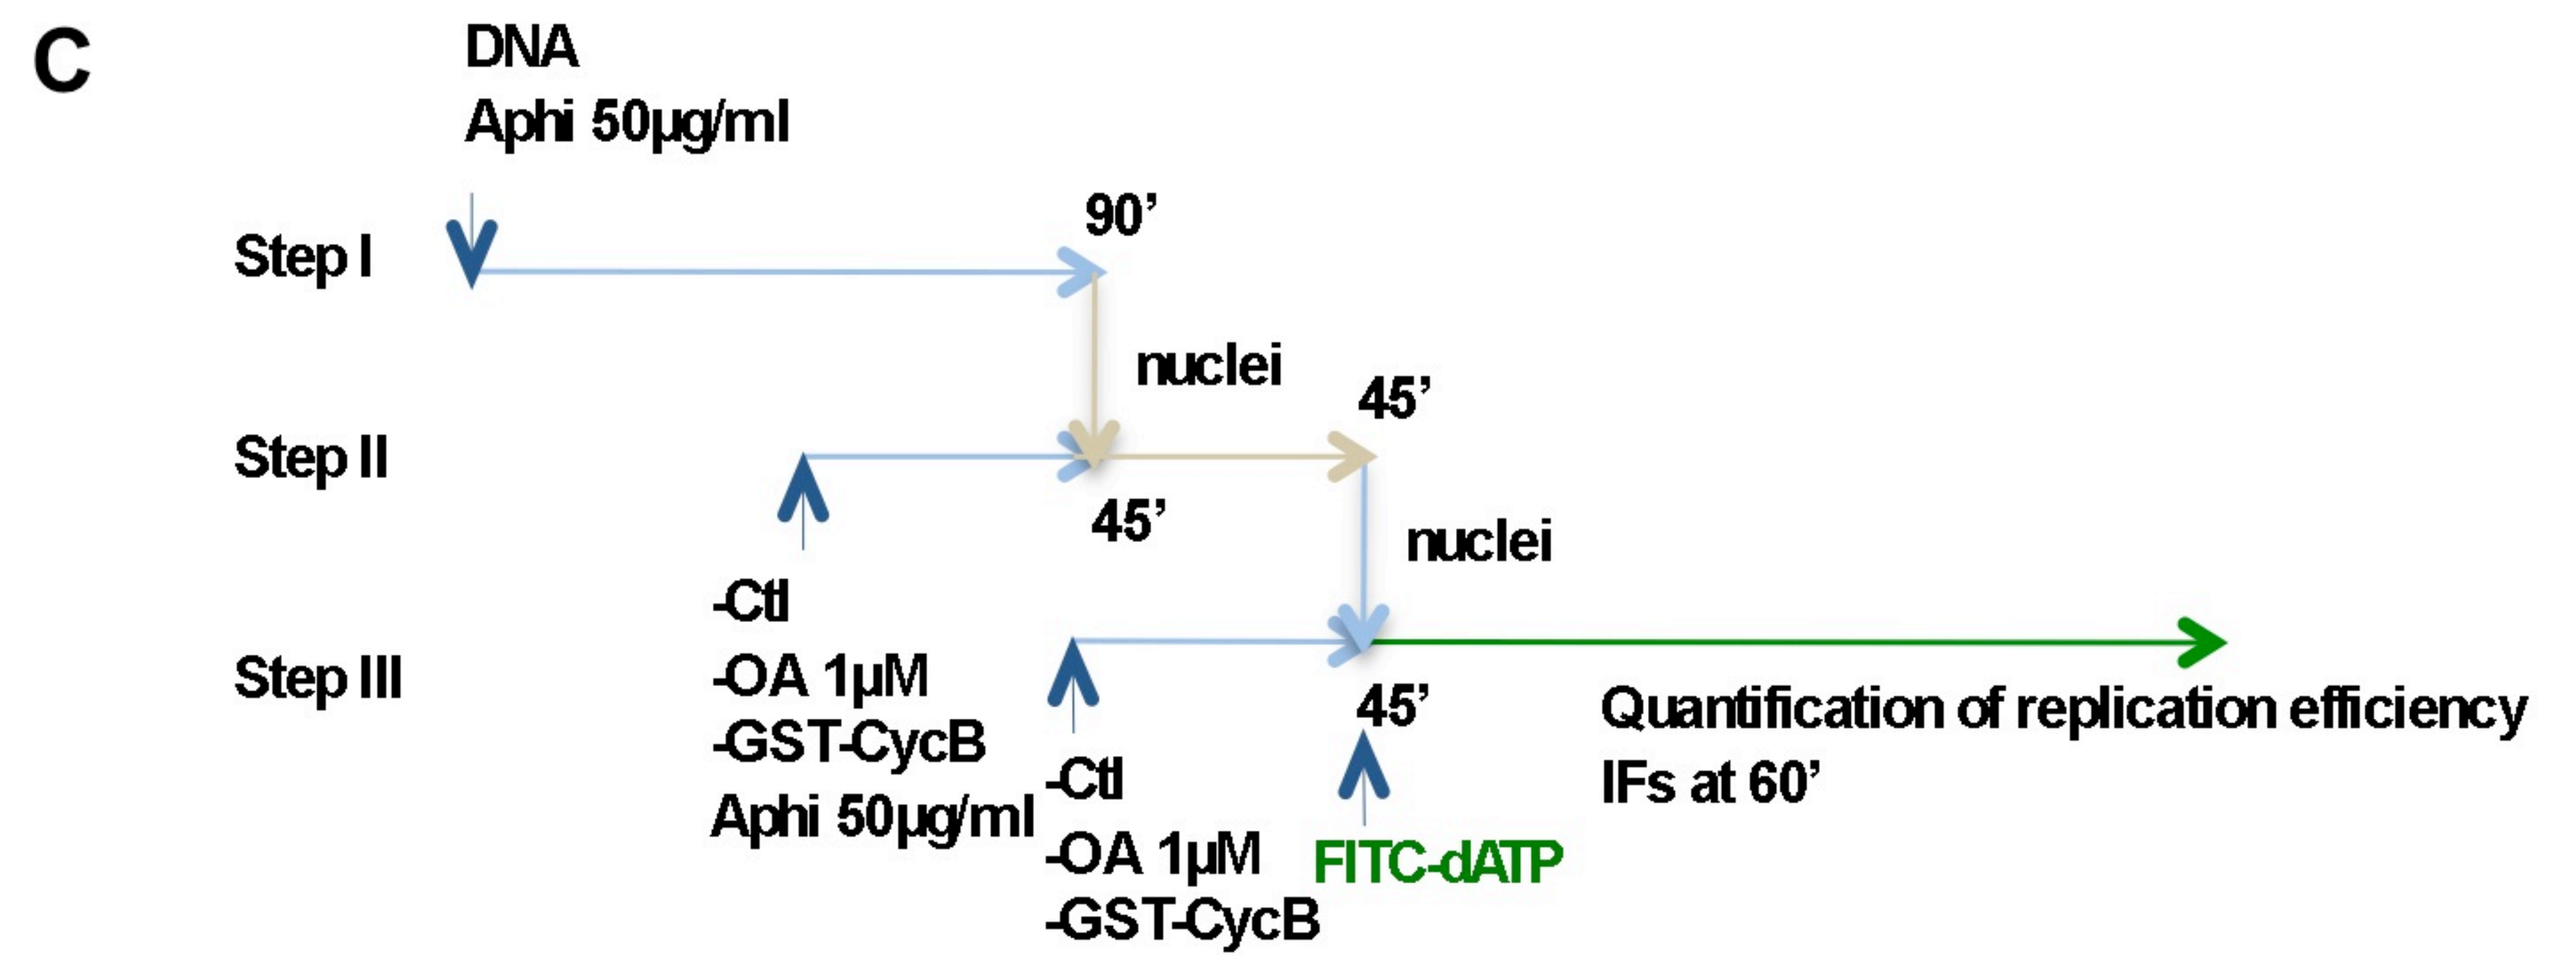 C
DNA
Aphi 50µg/ml
90’
Step I
nuclei
45’
Step II
45’
nuclei
-Ctl
-OA 1µM
-GST-CycB
Aphi 50µg/ml
Step III
45’
-Ctl
-OA 1µM
-GST-CycB
FITC-dATP
Quantification of replication efficiency
IFs at 60’